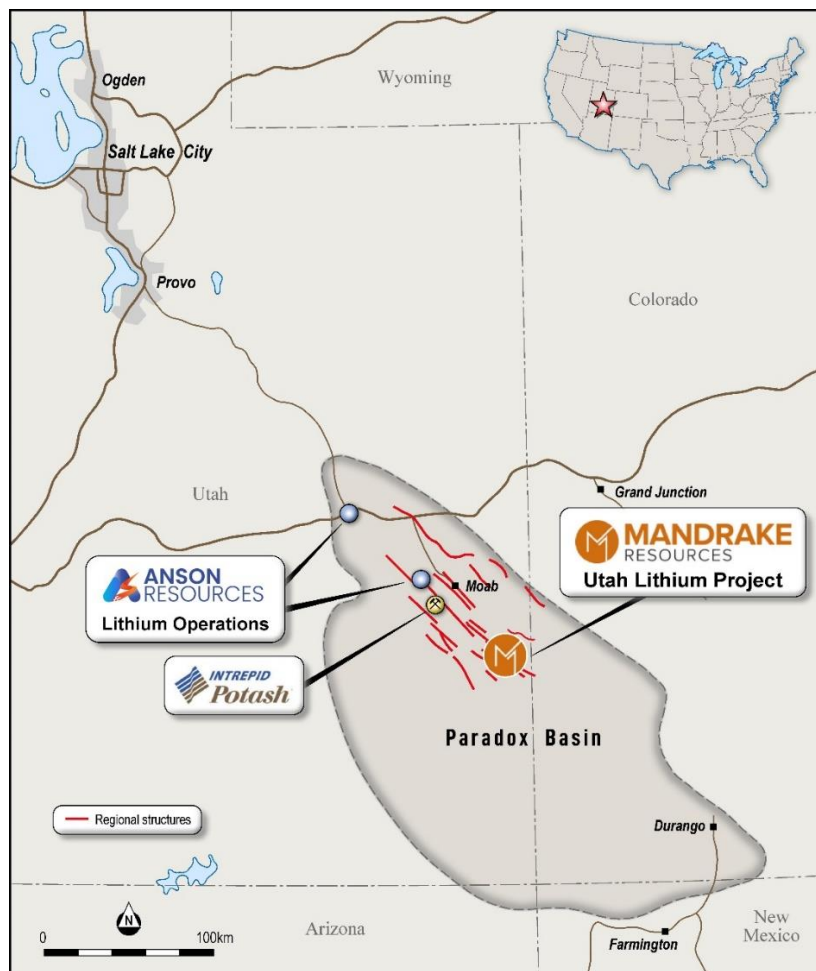 Ogden
Wyoming
Salt Lake City
Provo
Colorado
Utah
Grand Junction
MANDRAKE
RESOURCES
Utah Lithium Project
ANSON
RESOURCES
Lithium Operations
Moab
INTREPID
Potash
Paradox Basin
Regional structures
Durango
N
Arizona
New
Mexico
0 100km
Farmington